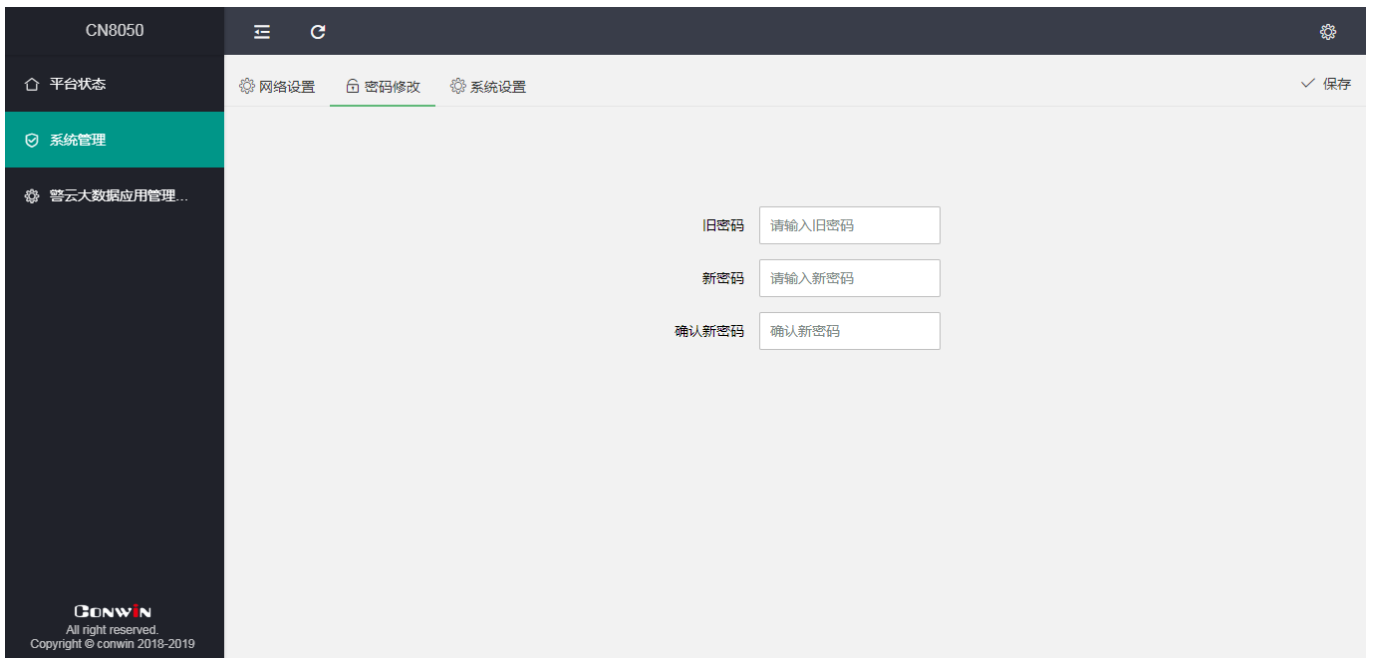 CN8050
平台状态
系统管理
警云大数据应用管理...
网络设置
密码修改
系统设置
保存
旧密码 请输入旧密码
新密码 请输入新密码
确认新密码 确认新密码
CONWIN
All right reserved.
Copyright © conwin 2018-2019